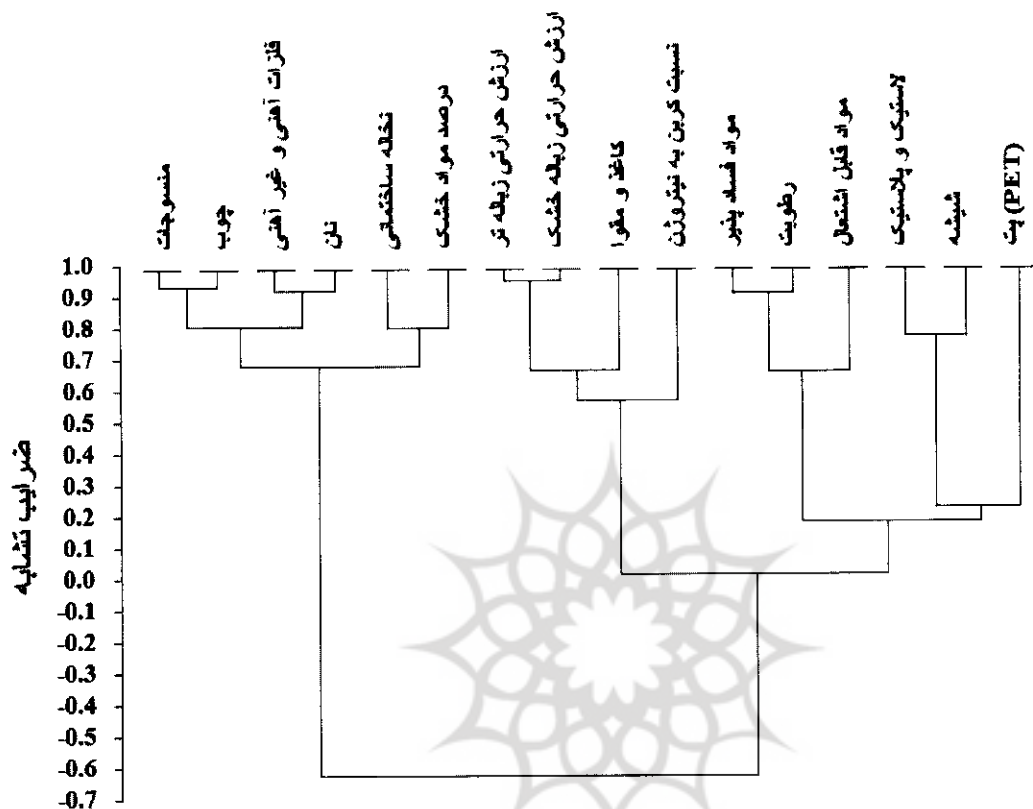 منسوجات
چوب
فلزات آهنی و غیر آهنی
نان
نخاله ساختمانی
درصد مواد خشک
ارزش حرارتی زباله تر
ارزش حرارتی زباله خشک
کاغذ و مقوا
نسبت کربن به نیتروژن
مواد فساد پذیر
رطوبت
مواد قابل اشتعال
لاستیک و پلاستیک
شیشه
پت (PET)
ضرایب تشابه
1.0
0.9
0.8
0.7
0.6
0.5
0.4
0.3
0.2
0.1
0.0
-0.1
-0.2
-0.3
-0.4
-0.5
-0.6
-0.7